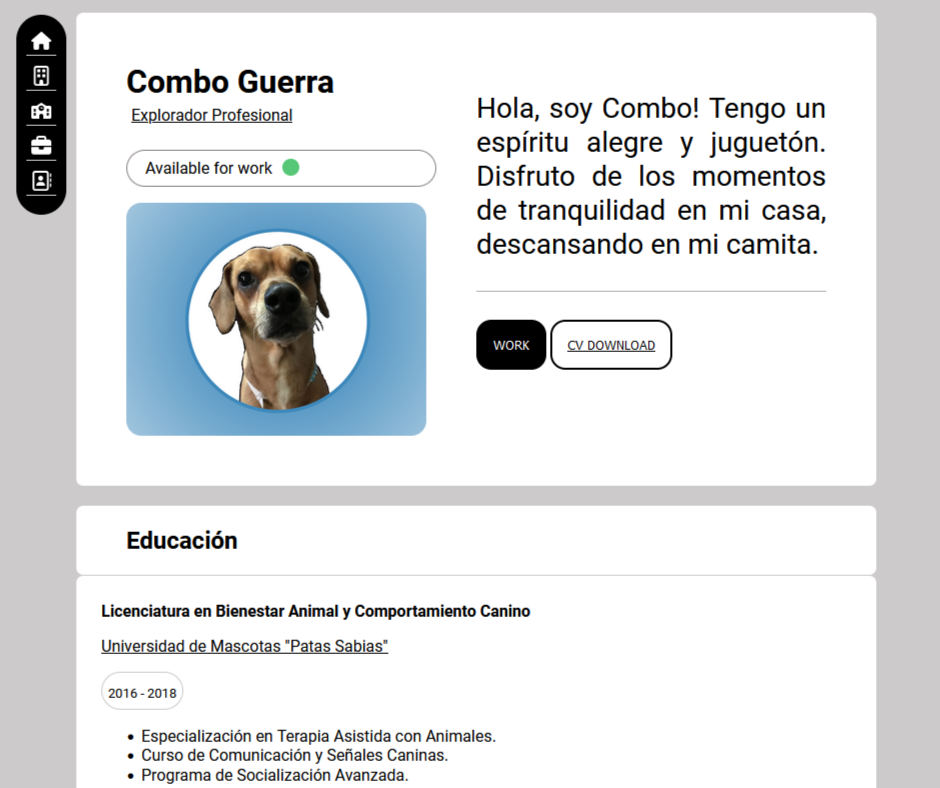 Combo Guerra
Explorador Profesional
Available for work
Hola, soy Combo! Tengo un
espíritu alegre y juguetón.
Disfruto de los momentos
de tranquilidad en mi casa,
descansando en mi camita.
WORK
CV DOWNLOAD
Educación
Licenciatura en Bienestar Animal y Comportamiento Canino
Universidad de Mascotas "Patas Sabias"
2016 - 2018
• Especialización en Terapia Asistida con Animales.
• Curso de Comunicación y Señales Caninas.
• Programa de Socialización Avanzada.